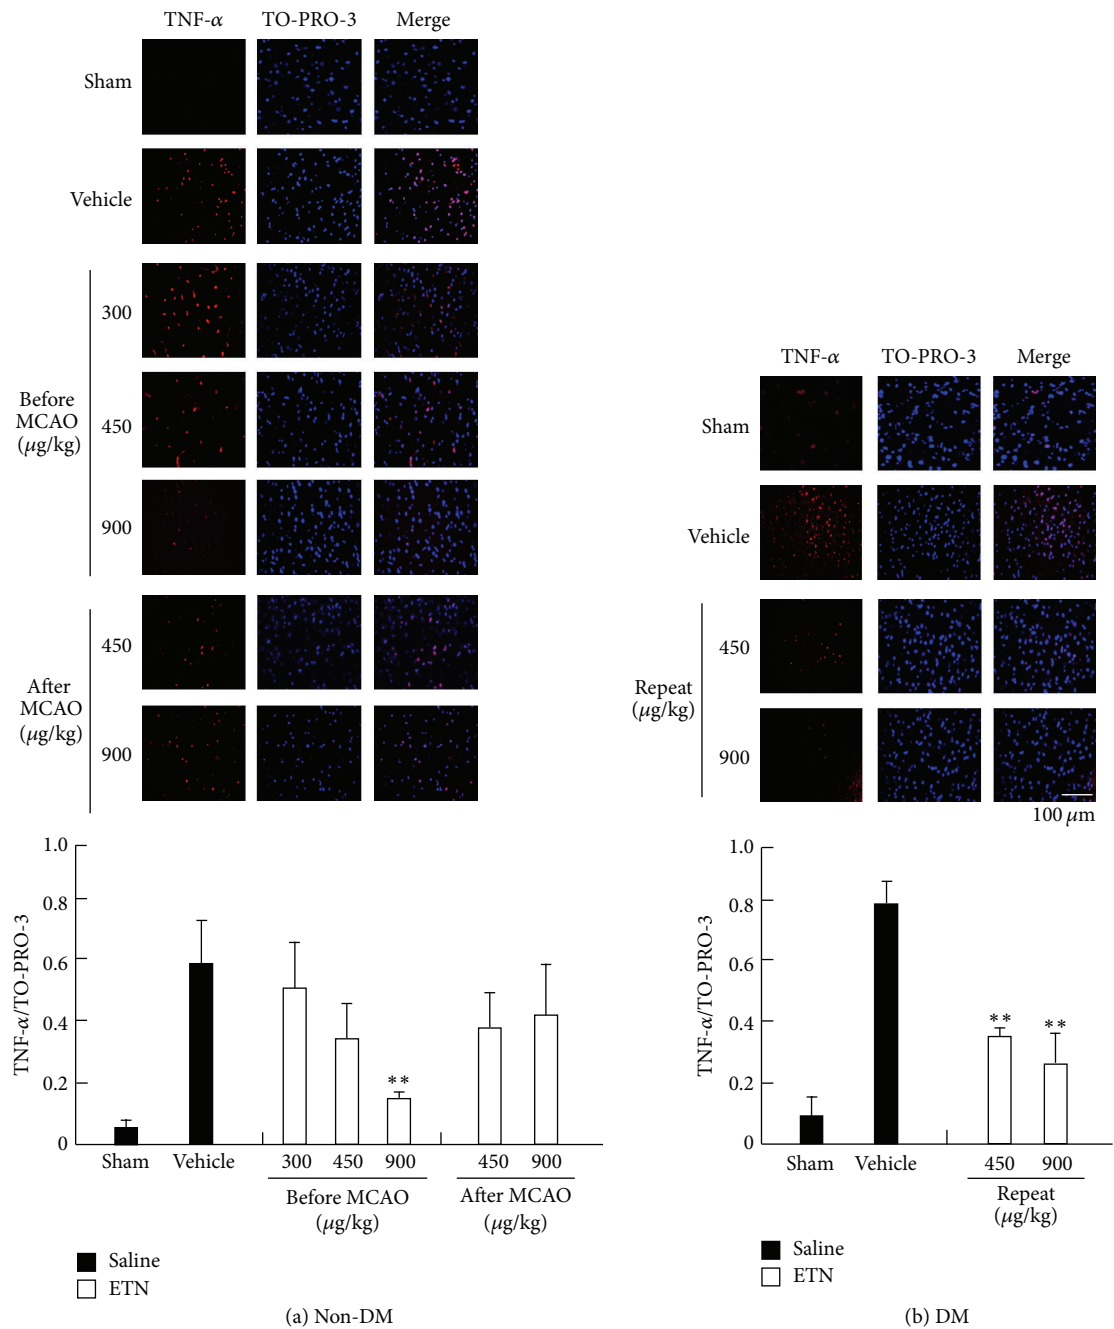 TNF-α TO-PRO-3 Merge
Sham
Vehicle
300
Before
MCAO
(μg/kg)
450
900
450
After
MCAO
(μg/kg)
900
TNF-α TO-PRO-3 Merge
Sham
Vehicle
450
Repeat
(μg/kg)
900
100 μm
1.0
0.8
0.6
0.4
0.2
0
TNF-α/TO-PRO-3
** 
Sham Vehicle 300 450 900 450 900
Before MCAO After MCAO
(μg/kg) (μg/kg)
Saline
ETN
(a) Non-DM
1.0
0.8
0.6
0.4
0.2
0
TNF-α/TO-PRO-3
** **
Sham Vehicle 450 900
Repeat
(μg/kg)
Saline
ETN
(b) DM